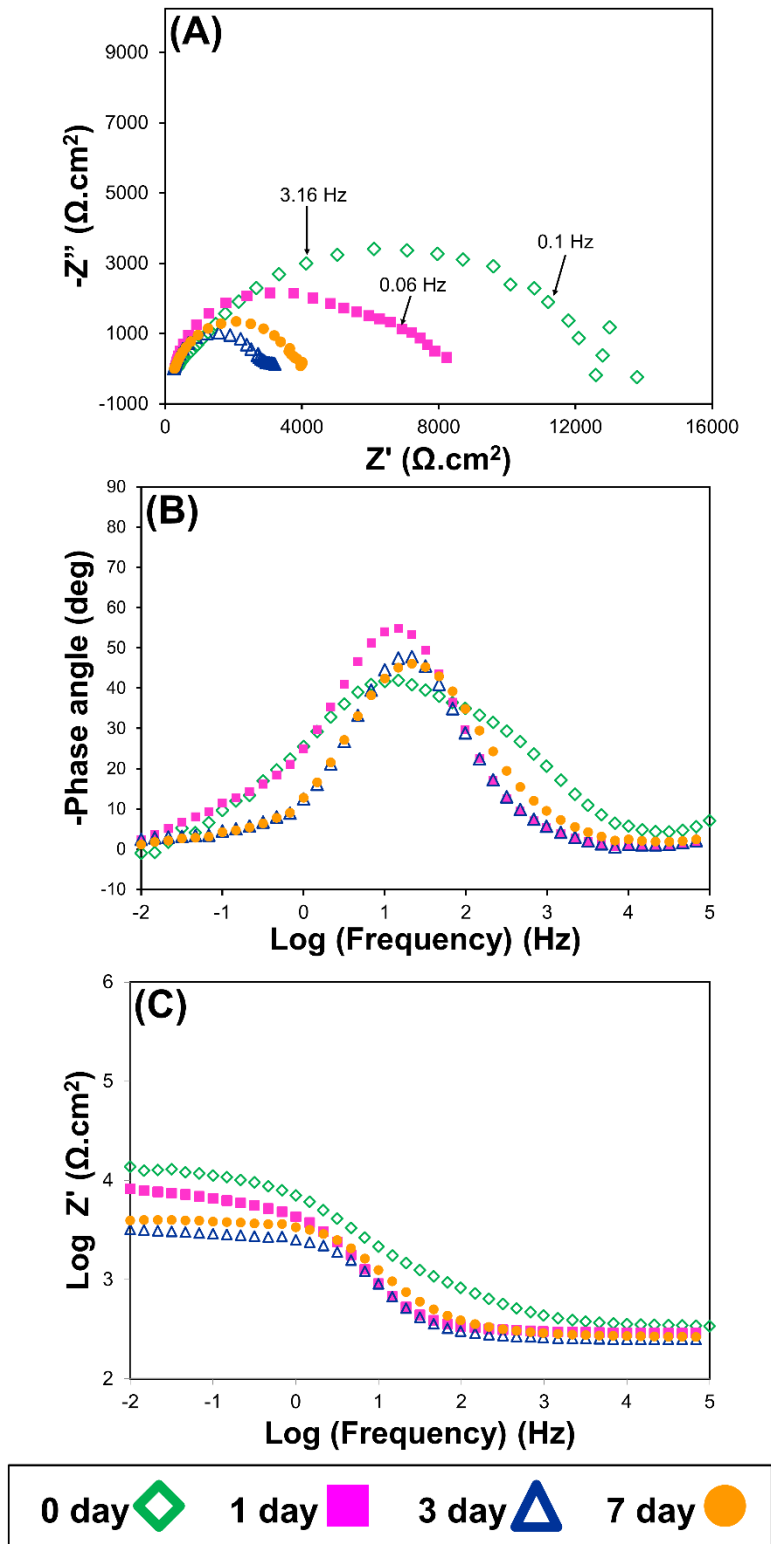 (A)
10000
9000
7000
5000
3000
1000
-1000
-Z” (Ω.cm²)
3.16 Hz
0.1 Hz
0.06 Hz
0 4000 8000 12000 16000
Z' (Ω.cm²)
(B)
90
80
70
60
50
40
30
20
10
0
-10
-Phase angle (deg)
-2 -1 0 1 2 3 4 5
Log (Frequency) (Hz)
(C)
6
5
4
3
2
Log Z' (Ω.cm²)
-2 -1 0 1 2 3 4 5
Log (Frequency) (Hz)
0 day 1 day 3 day 7 day